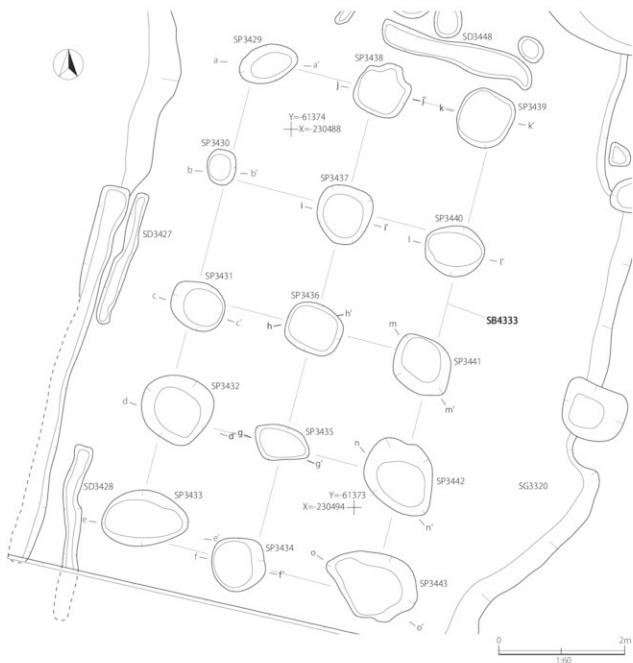 SD3448
SP3429
SP3438
a
a'
j
j'
k
SP3439
k'
Y=-61374
X=-230488
SP3430
b
b'
SP3437
i
i'
SP3440
l
l'
SD3427
SP3431
c
c'
SP3436
h
h'
m
SP3441
m'
SB4333
SP3432
d
d'
g
SP3435
g'
n
SP3442
n'
Y=-61373
X=-230494
SG3320
SD3428
SP3433
e
e'
f
SP3434
f'
o
SP3443
o'
0
2m
1:60